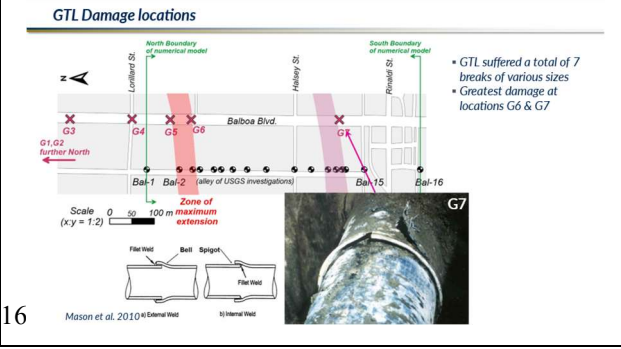 GTL Damage locations
North Boundary
of numerical model
South Boundary
of numerical model
Lorillard St.
Halsey St.
Rinaldi St.
N
G3
G4
G5
G6
Balboa Blvd.
G7
G1,G2
further North
Bal-1
Bal-2
(alley of USGS investigations)
Bal-15
Bal-16
Scale
(x:y = 1:2)
0
50
100 m
Zone of
maximum
extension
▪ GTL suffered a total of 7
breaks of various sizes
▪ Greatest damage at
locations G6 & G7
G7
Fillet Weld
Bell
Spigot
Fillet Weld
16
Mason et al. 2010
a) External Weld
b) Internal Weld